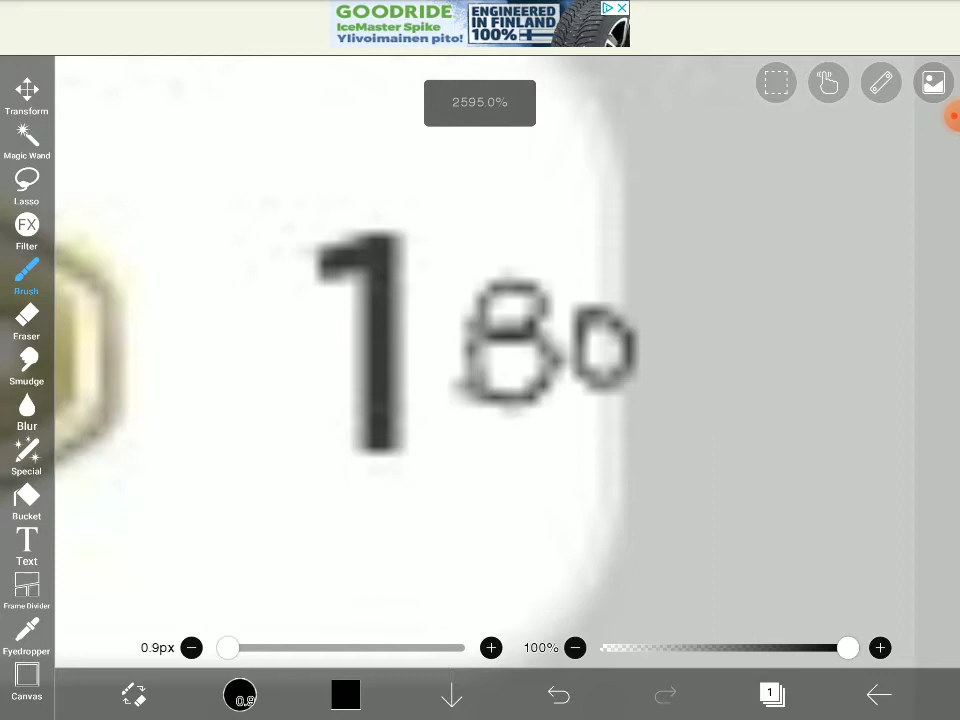 GOODRIDE
IceMaster Spike
Ylivoimainen pito!
ENGINEERED
IN FINLAND
100%
2595.0%
Transform
Magic Wand
Lasso
FX
Filter
Brush
Eraser
Smudge
Blur
Special
Bucket
T
Text
Frame Divider
Eyedropper
Canvas
180
0.9px
100%
0.9
1